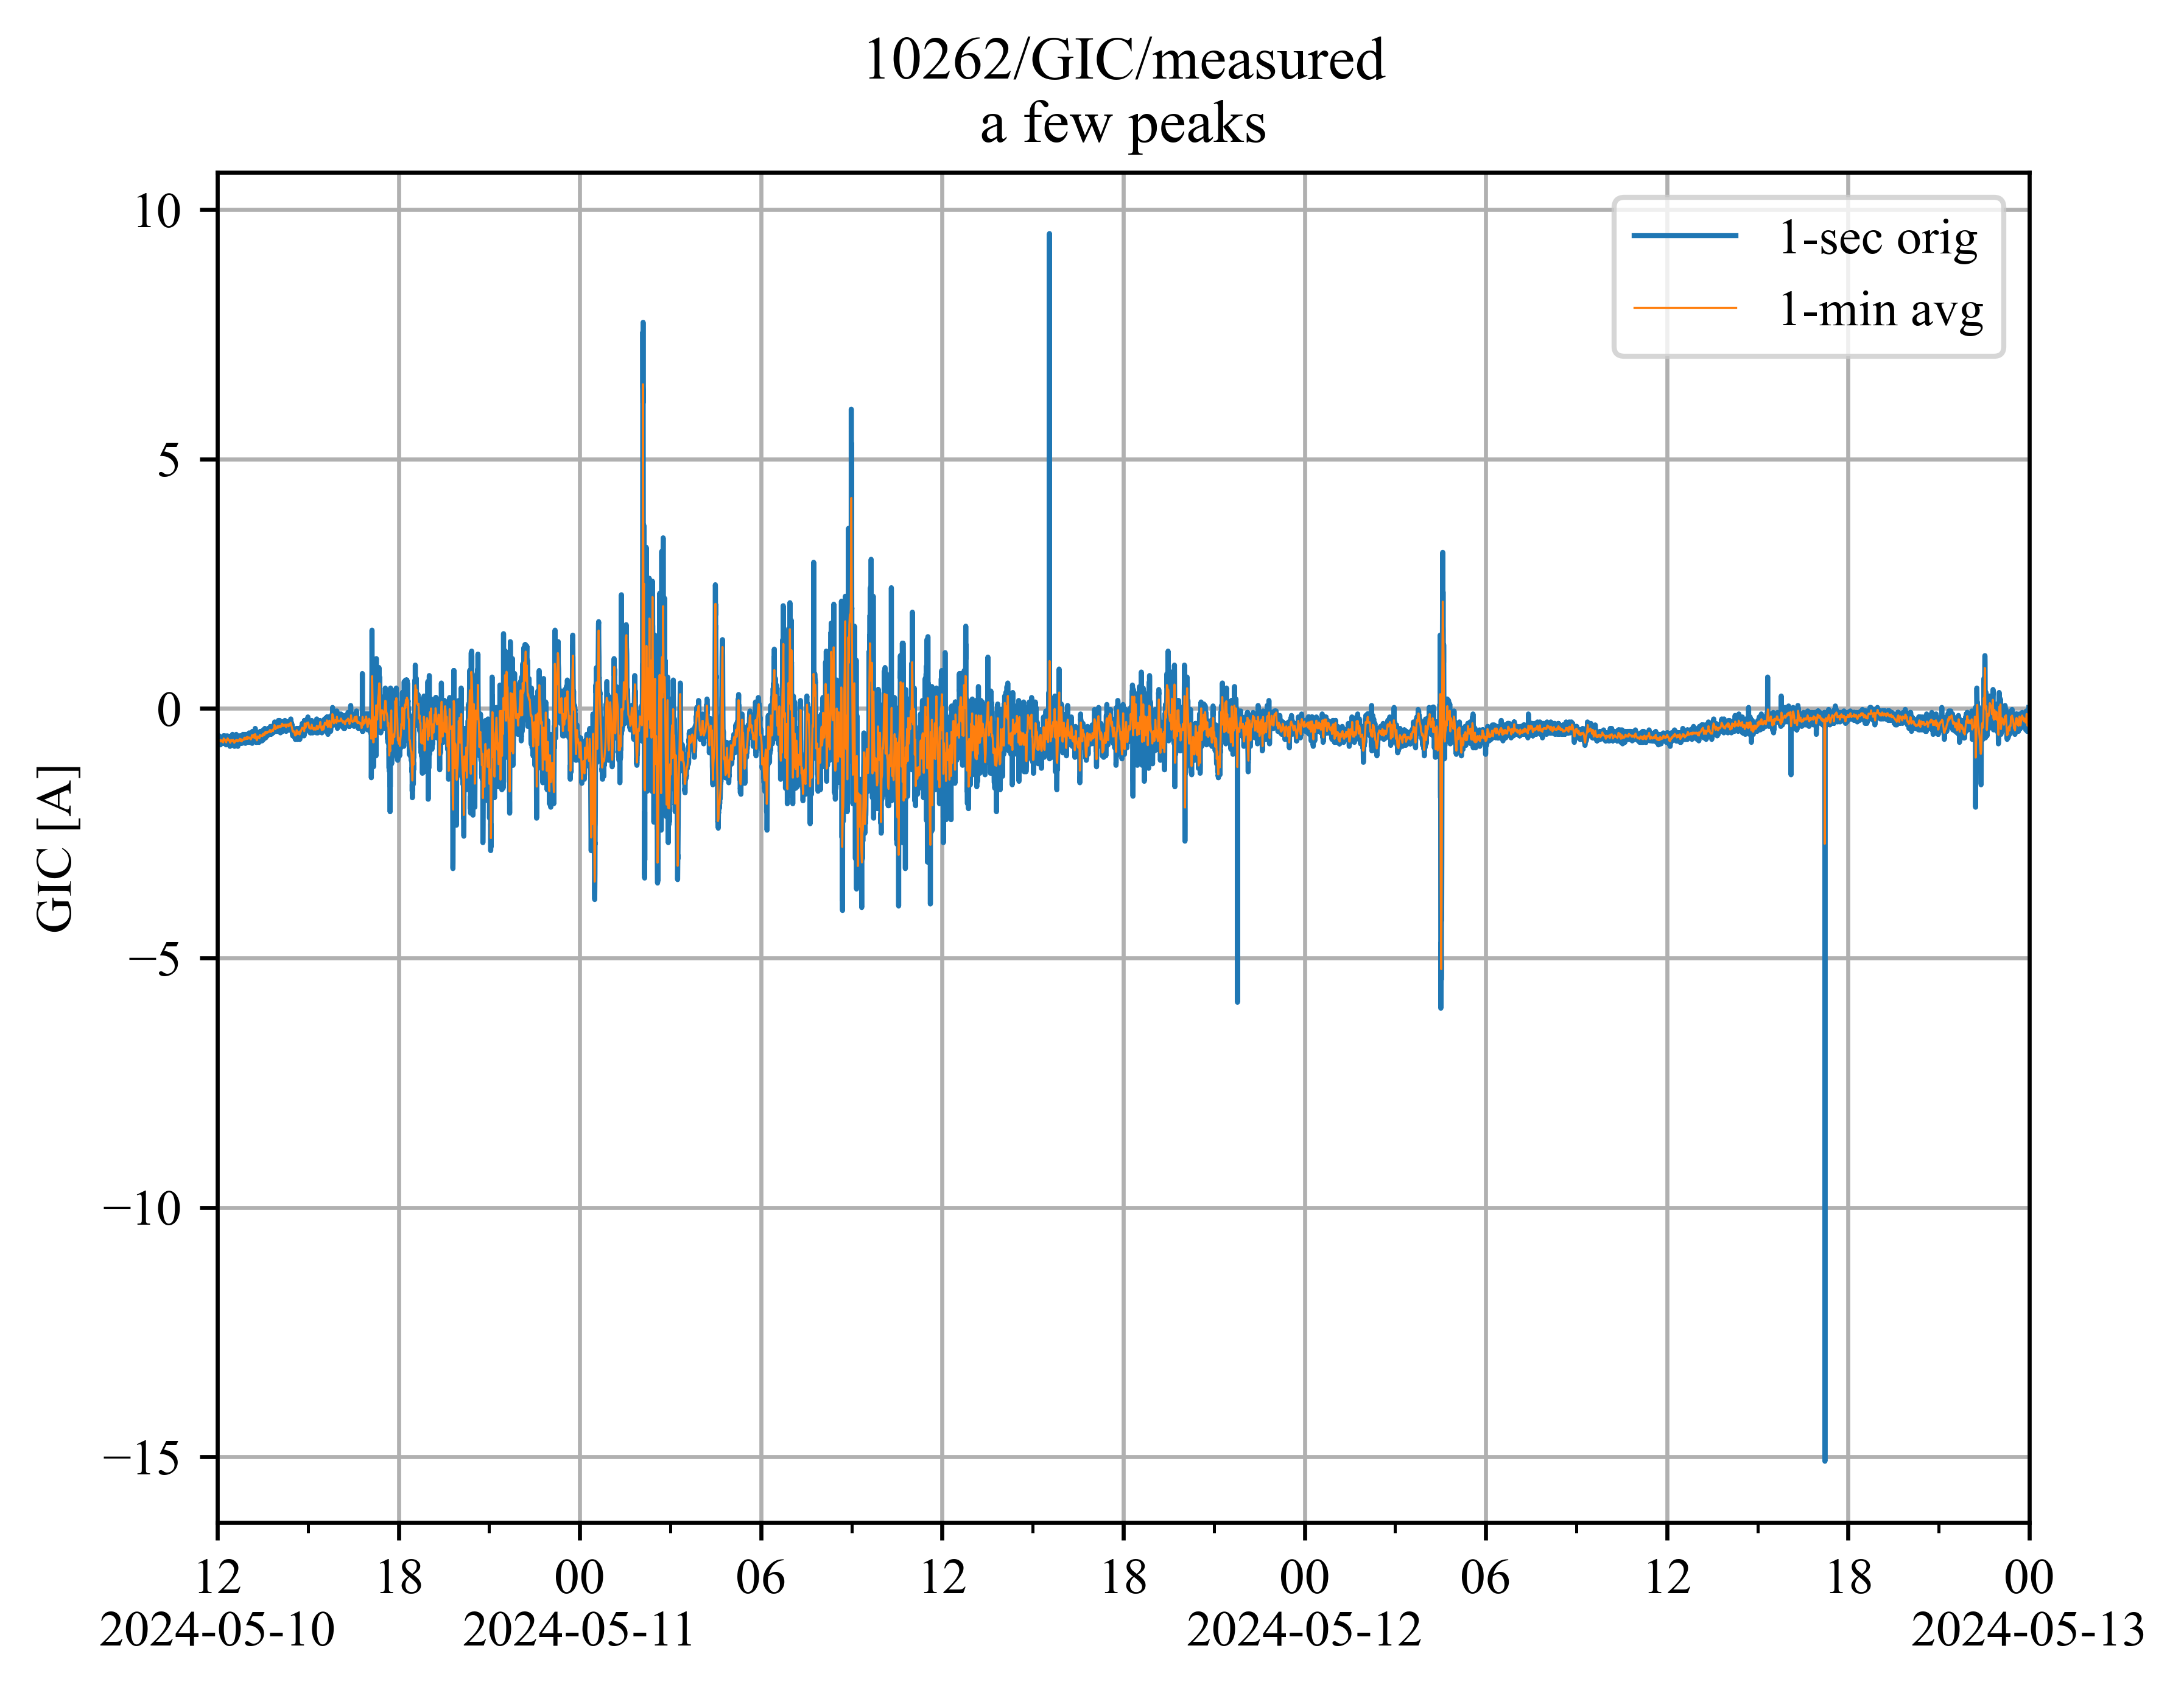 10262/GIC/measured
a few peaks
1-sec orig
1-min avg
10
5
0
−5
−10
−15
GIC [A]
12 18 00 06 12 18 00 06 12 18 00
2024-05-10 2024-05-11 2024-05-12 2024-05-13